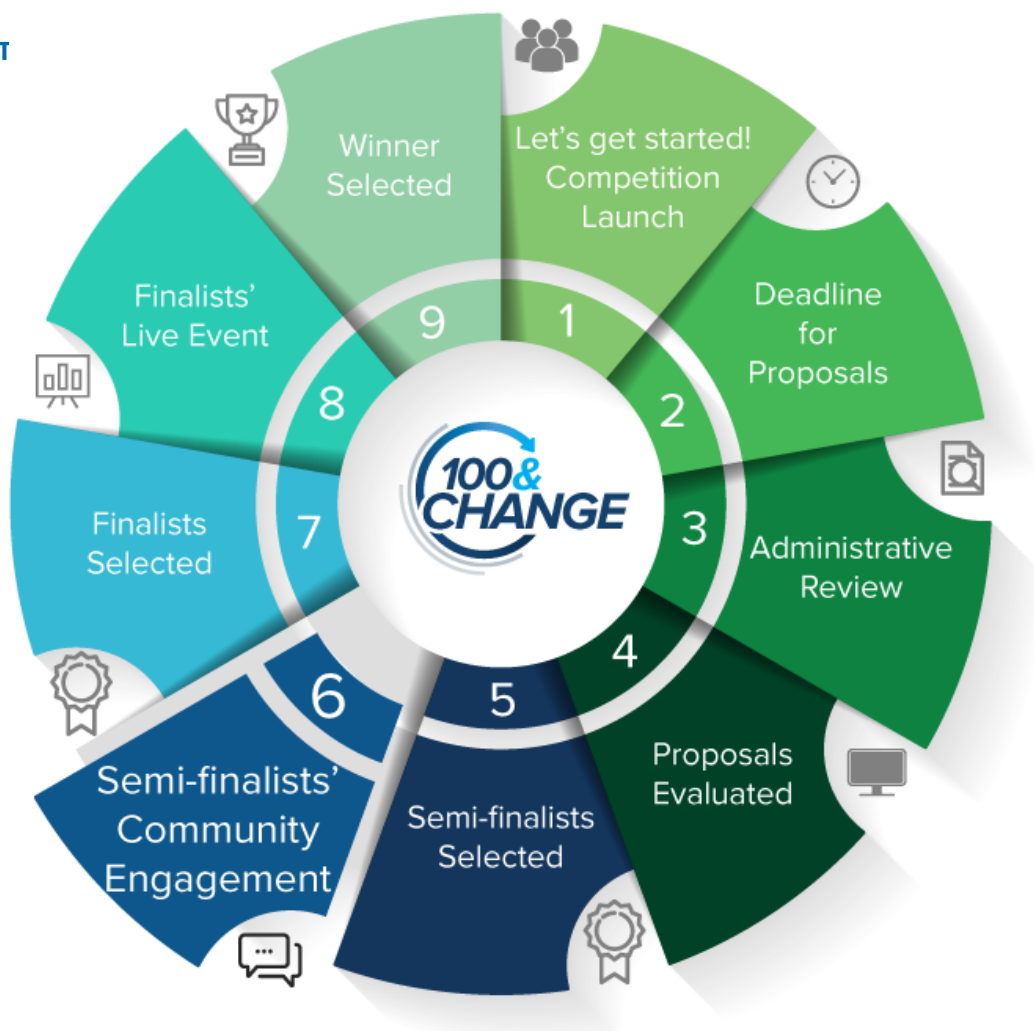 T
Let's get started!
Competition
Launch
1
Deadline
for
Proposals
2
Administrative
Review
3
Proposals
Evaluated
4
Semi-finalists
Selected
5
Semi-finalists'
Community
Engagement
6
Finalists
Selected
7
Finalists'
Live Event
8
Winner
Selected
9
100&
CHANGE